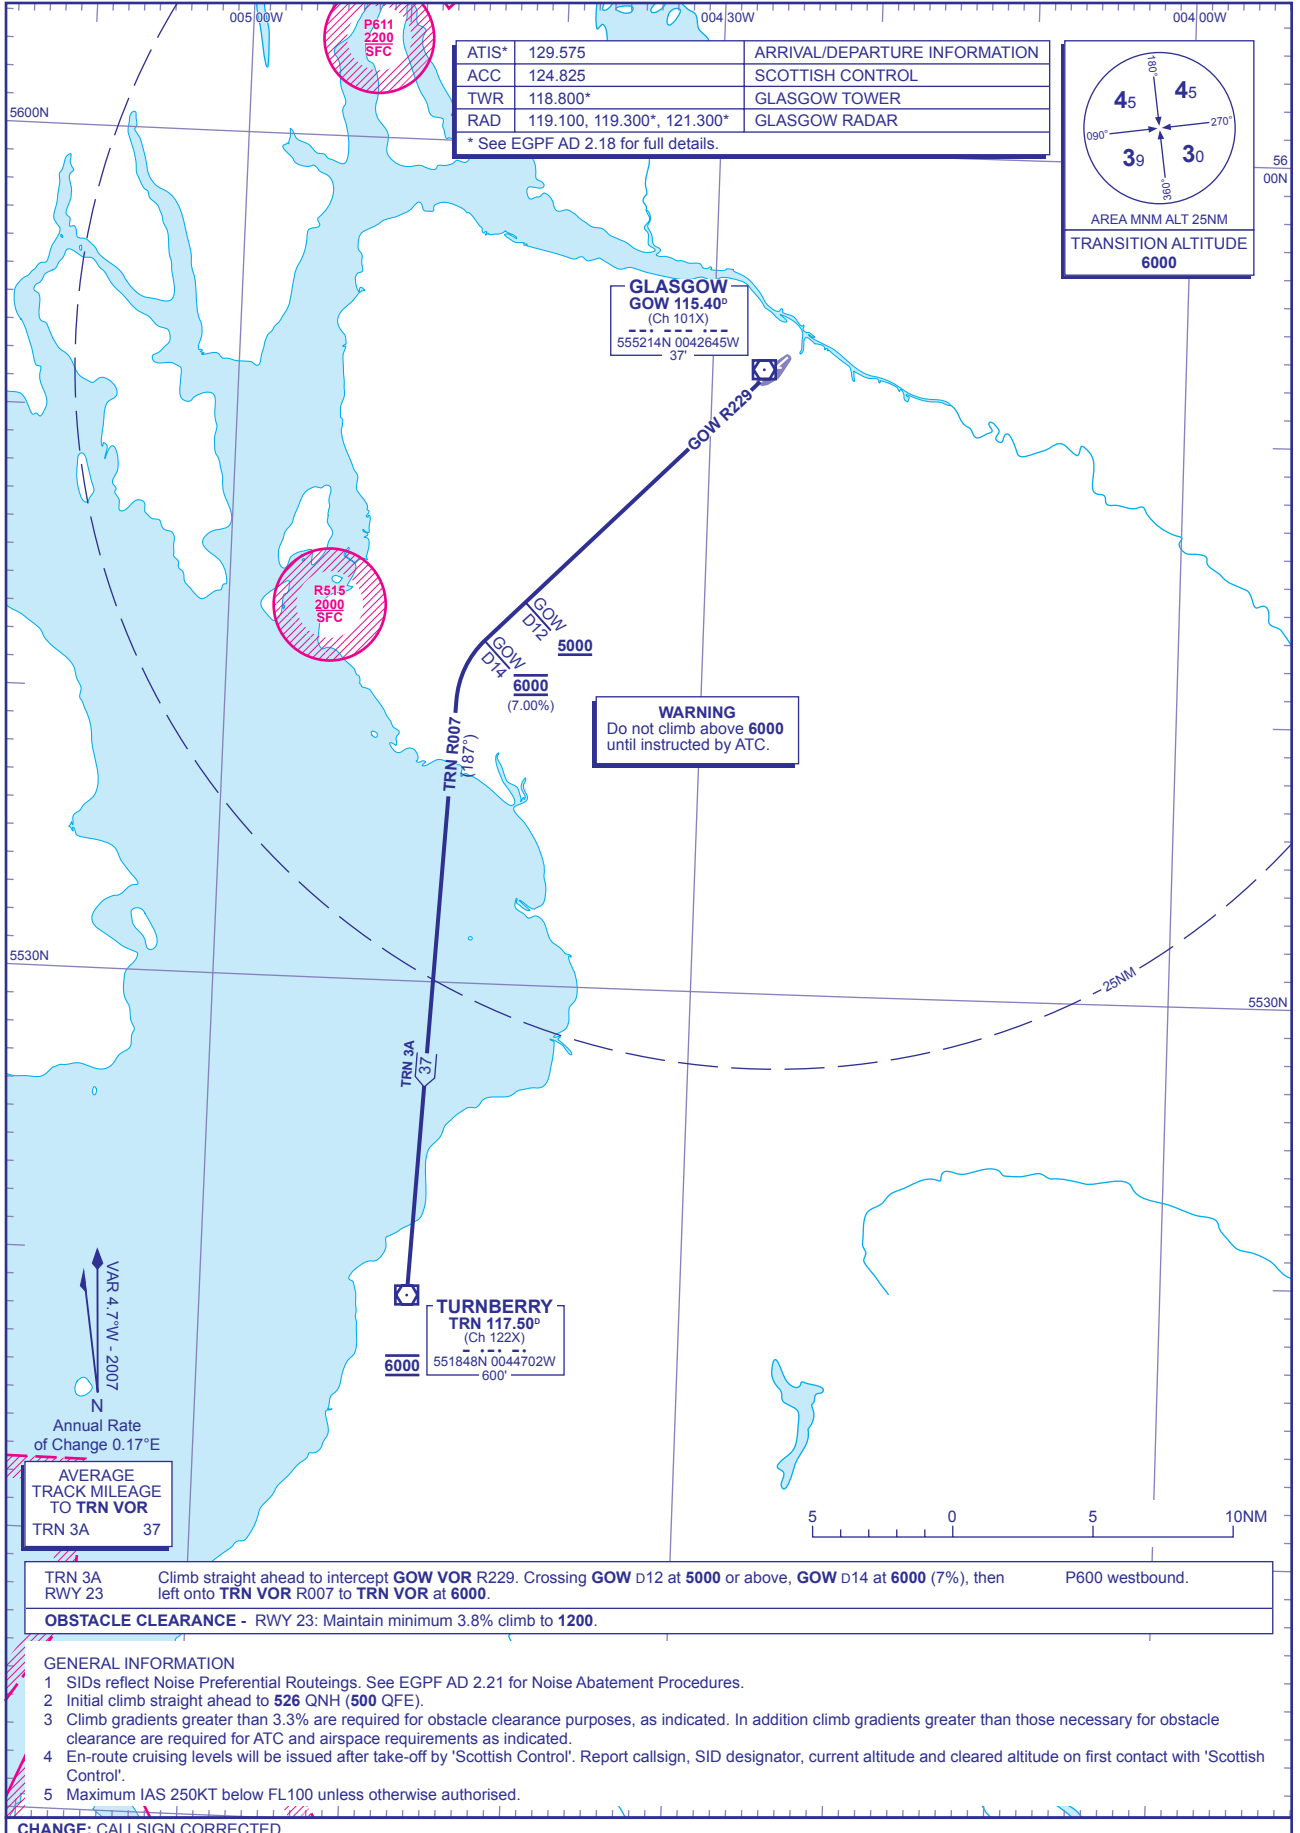 005 00W
004 30W
004 00W
P611
2200
SFC
ATIS* 129.575 ARRIVAL/DEPARTURE INFORMATION
ACC 124.825 SCOTTISH CONTROL
TWR 118.800* GLASGOW TOWER
RAD 119.100, 119.300*, 121.300* GLASGOW RADAR
* See EGPF AD 2.18 for full details.
180°
45 45
090° 270°
39 30
360°
AREA MNM ALT 25NM
TRANSITION ALTITUDE
6000
5600N
56
00N
GLASGOW
GOW 115.40D
(Ch 101X)
555214N 0042645W
37'
GOW R229
R515
2000
SFC
GOW
D12
5000
GOW
D14
6000
(7.00%)
WARNING
Do not climb above 6000
until instructed by ATC.
TRN R007
(187°)
5530N
25NM
5530N
TRN 3A
37
TURNBERRY
TRN 117.50D
(Ch 122X)
551848N 0044702W
600'
6000
VAR 4.7°W - 2007
N
Annual Rate
of Change 0.17°E
AVERAGE
TRACK MILEAGE
TO TRN VOR
TRN 3A 37
5 0 5 10NM
TRN 3A Climb straight ahead to intercept GOW VOR R229. Crossing GOW D12 at 5000 or above, GOW D14 at 6000 (7%), then P600 westbound.
RWY 23 left onto TRN VOR R007 to TRN VOR at 6000.
OBSTACLE CLEARANCE - RWY 23: Maintain minimum 3.8% climb to 1200.
GENERAL INFORMATION
1 SIDs reflect Noise Preferential Routeings. See EGPF AD 2.21 for Noise Abatement Procedures.
2 Initial climb straight ahead to 526 QNH (500 QFE).
3 Climb gradients greater than 3.3% are required for obstacle clearance purposes, as indicated. In addition climb gradients greater than those necessary for obstacle
clearance are required for ATC and airspace requirements as indicated.
4 En-route cruising levels will be issued after take-off by 'Scottish Control'. Report callsign, SID designator, current altitude and cleared altitude on first contact with 'Scottish
Control'.
5 Maximum IAS 250KT below FL100 unless otherwise authorised.
CHANGE: CALLSIGN CORRECTED